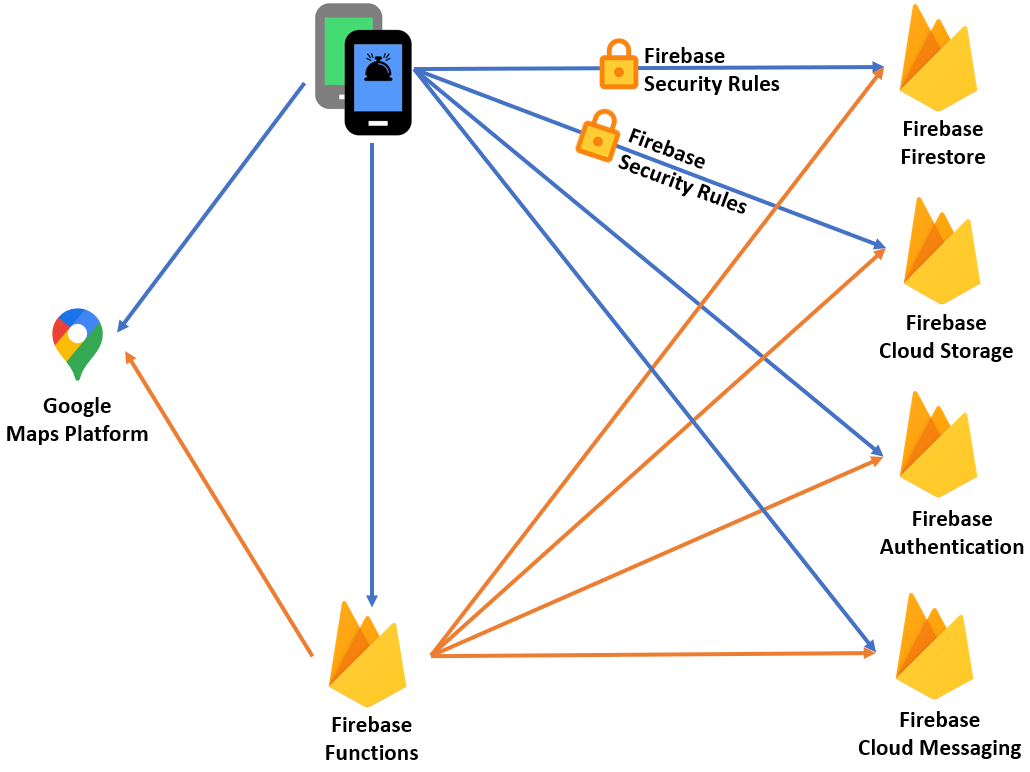 Firebase
Security Rules
Firebase
Firestore
Firebase
Security Rules
Firebase
Cloud Storage
Google
Maps Platform
Firebase
Authentication
Firebase
Functions
Firebase
Cloud Messaging